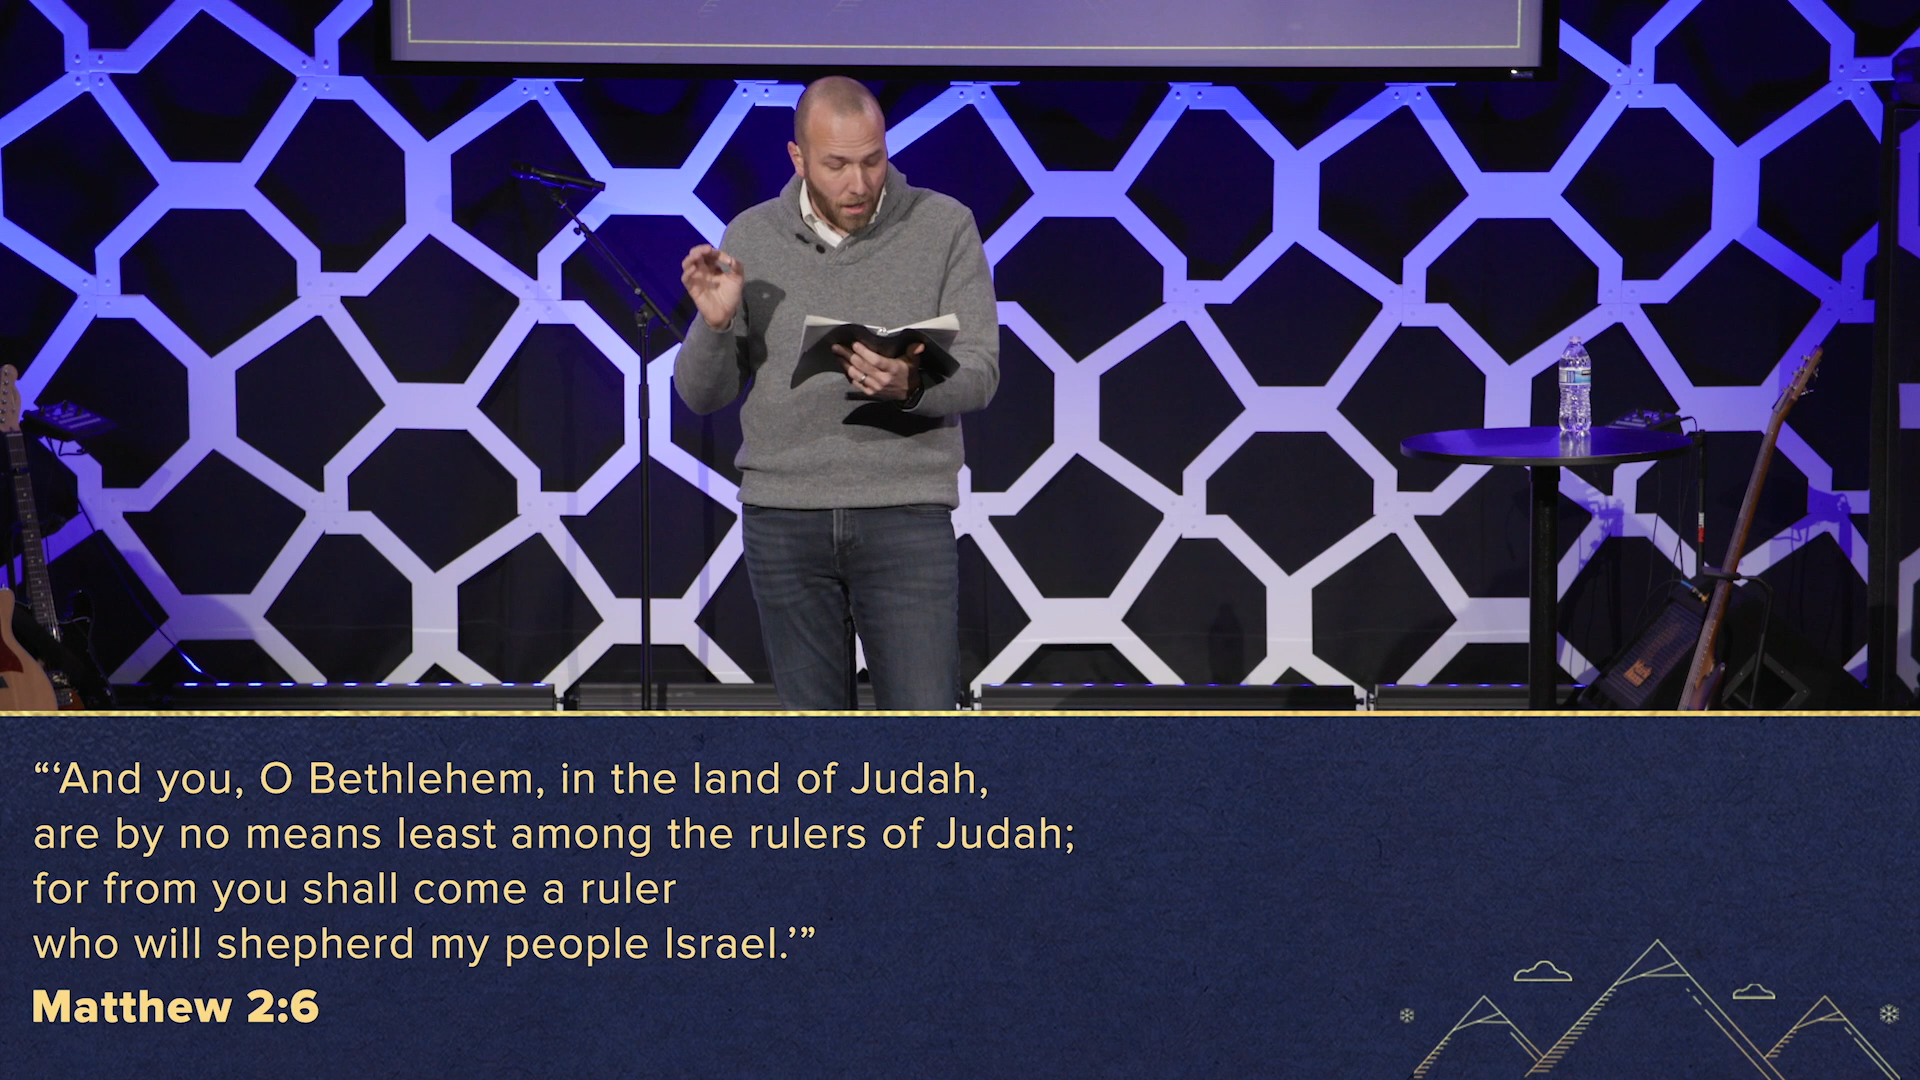 “‘And you, O Bethlehem, in the land of Judah,
are by no means least among the rulers of Judah;
for from you shall come a ruler
who will shepherd my people Israel.’”
Matthew 2:6